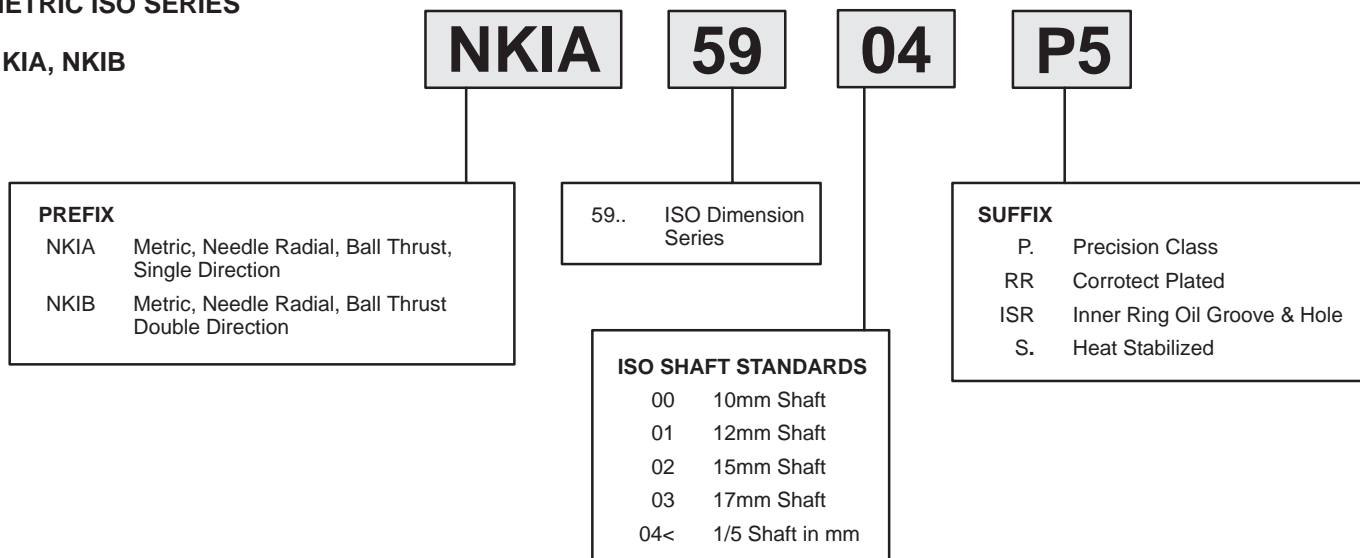 METRIC ISO SERIES
KIA, NKIB
NKIA 59 04 P5
PREFIX
NKIA Metric, Needle Radial, Ball Thrust,
Single Direction
NKIB Metric, Needle Radial, Ball Thrust
Double Direction
59.. ISO Dimension
Series
ISO SHAFT STANDARDS
00 10mm Shaft
01 12mm Shaft
02 15mm Shaft
03 17mm Shaft
04< 1/5 Shaft in mm
SUFFIX
P. Precision Class
RR Corrotect Plated
ISR Inner Ring Oil Groove & Hole
S. Heat Stabilized